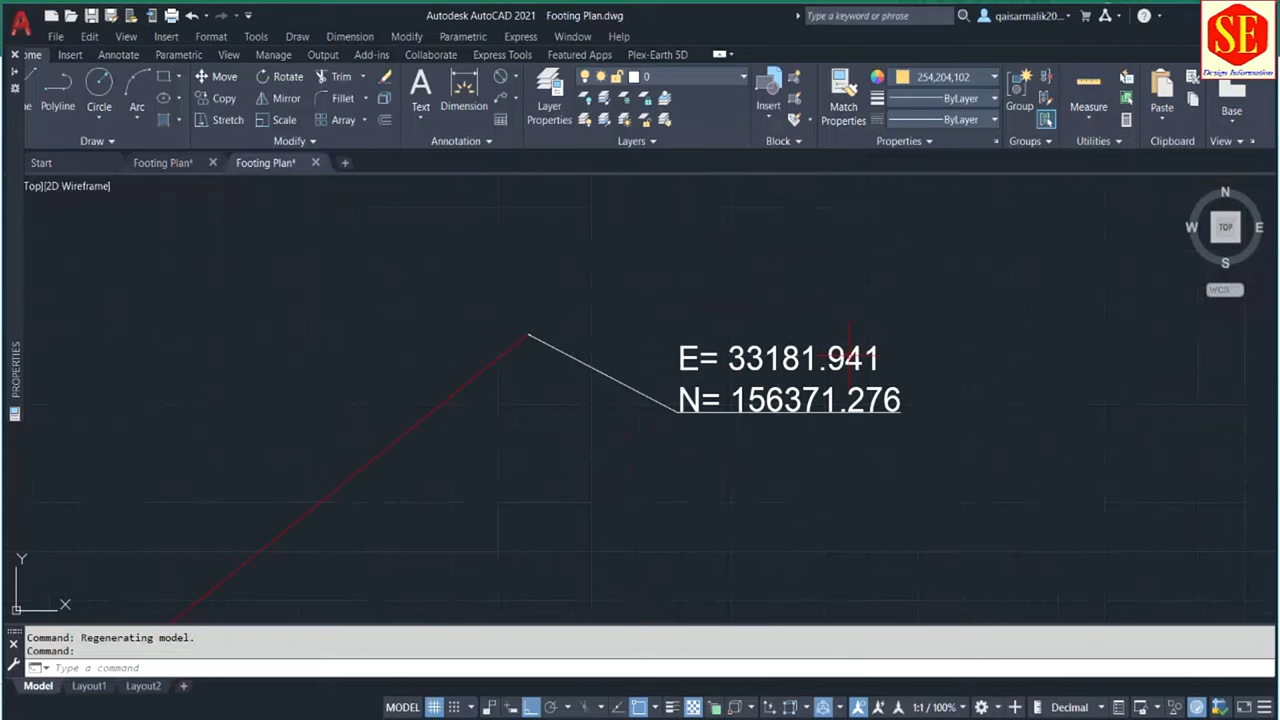 Autodesk AutoCAD 2021 Footing Plan.dwg
Type a keyword or phrase
qaisarmalik20...
SE
Design Information
File Edit View Insert Format Tools Draw Dimension Modify Parametric Express Window Help
ome Insert Annotate Parametric View Manage Output Add-ins Collaborate Express Tools Featured Apps Plex-Earth 5D
Move Rotate Trim 0 254,204,102
Polyline Circle Arc Copy Mirror Fillet Text Dimension Layer Properties Insert Match Properties ByLayer Group Measure Paste Base
Stretch Scale Array ByLayer
Draw Modify Annotation Layers Block Properties Groups Utilities Clipboard View
Start Footing Plan* Footing Plan*
Top][2D Wireframe]
N
W TOP E
S
WCS
PROPERTIES
E= 33181.941
N= 156371.276
Y
X
Command: Regenerating model.
Command:
Type a command
Model Layout1 Layout2
MODEL 1:1 / 100% Decimal